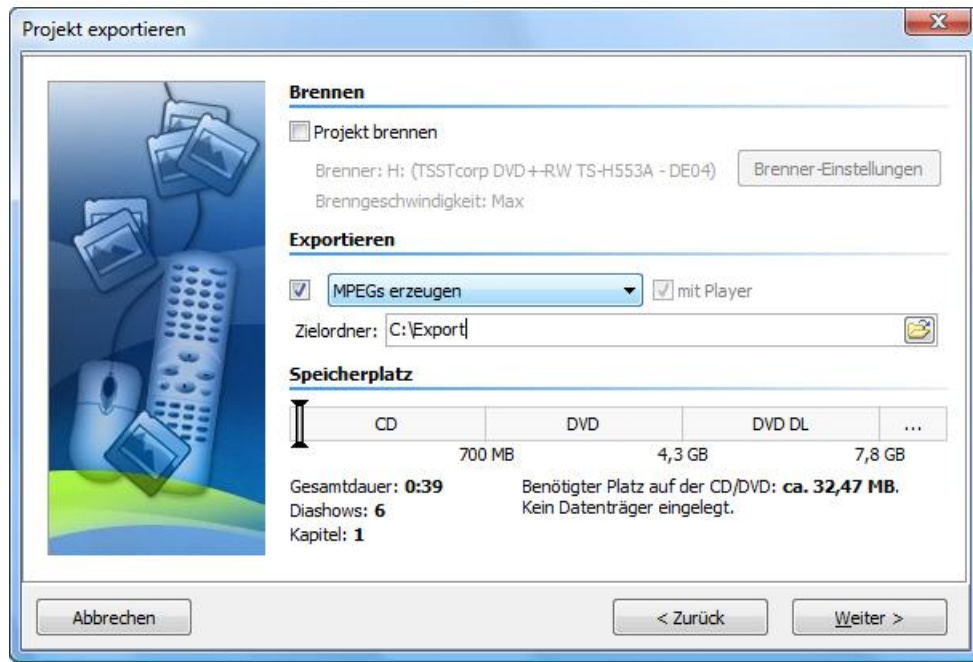 Projekt exportieren
Brennen
Projekt brennen
Brenner: H: (TSSTcorp DVD+-RW TS-H553A - DE04)
Brenner-Einstellungen
Brenngeschwindigkeit: Max
Exportieren
MPEGs erzeugen
mit Player
Zielordner: C:\Export
Speicherplatz
CD DVD DVD DL ...
700 MB 4,3 GB 7,8 GB
Gesamtdauer: 0:39 Benötigter Platz auf der CD/DVD: ca. 32,47 MB.
Diashows: 6 Kein Datenträger eingelegt.
Kapitel: 1
Abbrechen < Zurück Weiter >